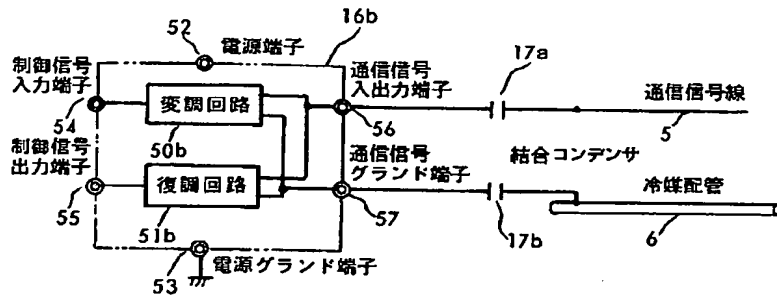 52
電源端子
16b
制御信号
入力端子
54
変調回路
50b
通信信号
入出力端子
56
17a
通信信号線
5
制御信号
出力端子
55
復調回路
51b
通信信号
グランド端子
57
結合コンデンサ
17b
冷媒配管
6
53
電源グランド端子